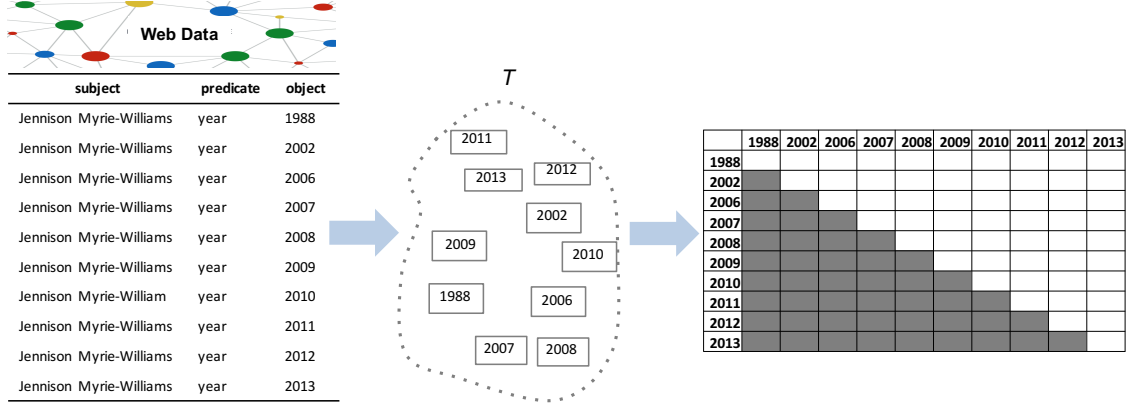 Web Data
subject predicate object
Jennison Myrie-Williams year 1988
Jennison Myrie-Williams year 2002
Jennison Myrie-Williams year 2006
Jennison Myrie-Williams year 2007
Jennison Myrie-Williams year 2008
Jennison Myrie-Williams year 2009
Jennison Myrie-William year 2010
Jennison Myrie-Williams year 2011
Jennison Myrie-Williams year 2012
Jennison Myrie-Williams year 2013
T
2011
2013
2012
2002
2009
2010
1988
2006
2007
2008
1988 2002 2006 2007 2008 2009 2010 2011 2012 2013
1988
2002
2006
2007
2008
2009
2010
2011
2012
2013